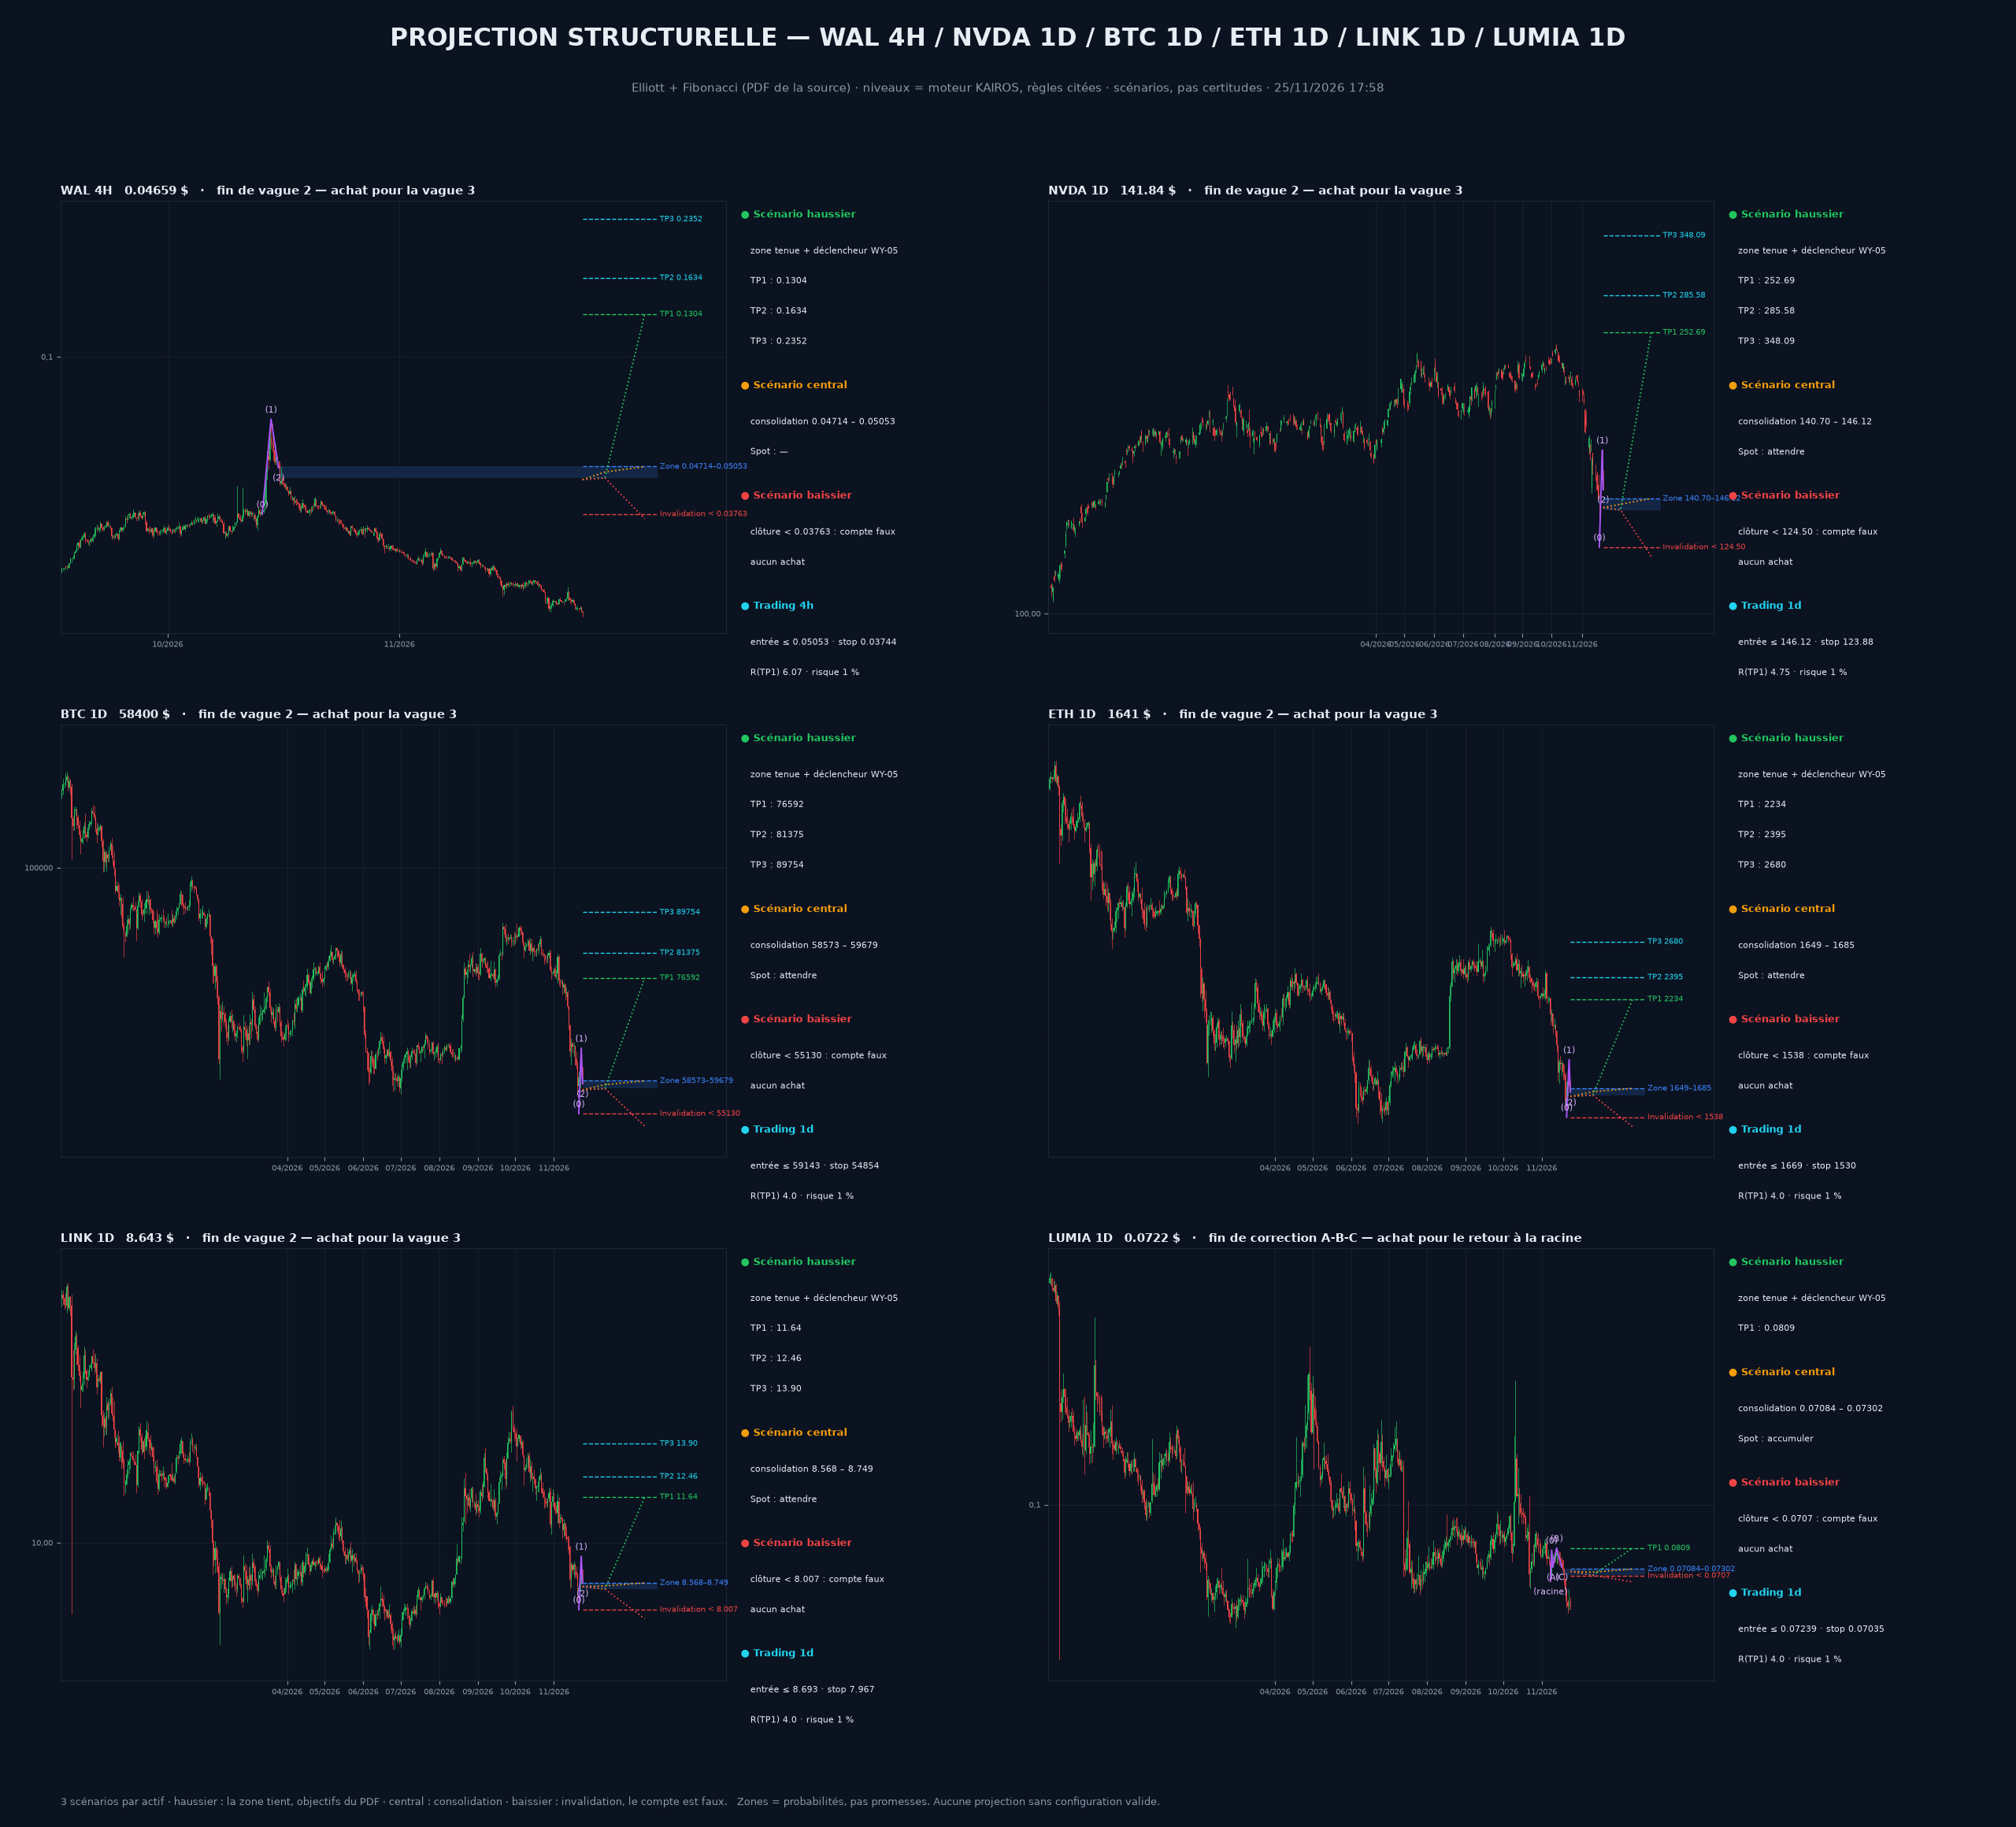 PROJECTION STRUCTURELLE — WAL 4H / NVDA 1D / BTC 1D / ETH 1D / LINK 1D / LUMIA 1D
Elliott + Fibonacci (PDF de la source) · niveaux = moteur KAIROS, règles citées · scénarios, pas certitudes · 25/11/2026 17:58
WAL 4H 0.04659 $ · fin de vague 2 — achat pour la vague 3
TP3 0.2352
TP2 0.1634
TP1 0.1304
0,1
(1)
(2)
(0)
Zone 0.04714–0.05053
Invalidation < 0.03763
10/2026 11/2026
● Scénario haussier
zone tenue + déclencheur WY-05
TP1 : 0.1304
TP2 : 0.1634
TP3 : 0.2352
● Scénario central
consolidation 0.04714 – 0.05053
Spot : —
● Scénario baissier
clôture < 0.03763 : compte faux
aucun achat
● Trading 4h
entrée ≤ 0.05053 · stop 0.03744
R(TP1) 6.07 · risque 1 %
NVDA 1D 141.84 $ · fin de vague 2 — achat pour la vague 3
TP3 348.09
TP2 285.58
TP1 252.69
(1)
(2)
(0)
Zone 140.70–146.12
Invalidation < 124.50
100,00
04/2026 05/2026 06/2026 07/2026 08/2026 09/2026 10/2026 11/2026
● Scénario haussier
zone tenue + déclencheur WY-05
TP1 : 252.69
TP2 : 285.58
TP3 : 348.09
● Scénario central
consolidation 140.70 – 146.12
Spot : attendre
● Scénario baissier
clôture < 124.50 : compte faux
aucun achat
● Trading 1d
entrée ≤ 146.12 · stop 123.88
R(TP1) 4.75 · risque 1 %
BTC 1D 58400 $ · fin de vague 2 — achat pour la vague 3
100000
TP3 89754
TP2 81375
TP1 76592
(1)
(2)
(0)
Zone 58573–59679
Invalidation < 55130
04/2026 05/2026 06/2026 07/2026 08/2026 09/2026 10/2026 11/2026
● Scénario haussier
zone tenue + déclencheur WY-05
TP1 : 76592
TP2 : 81375
TP3 : 89754
● Scénario central
consolidation 58573 – 59679
Spot : attendre
● Scénario baissier
clôture < 55130 : compte faux
aucun achat
● Trading 1d
entrée ≤ 59143 · stop 54854
R(TP1) 4.0 · risque 1 %
ETH 1D 1641 $ · fin de vague 2 — achat pour la vague 3
TP3 2680
TP2 2395
TP1 2234
(1)
(2)
(0)
Zone 1649–1685
Invalidation < 1538
04/2026 05/2026 06/2026 07/2026 08/2026 09/2026 10/2026 11/2026
● Scénario haussier
zone tenue + déclencheur WY-05
TP1 : 2234
TP2 : 2395
TP3 : 2680
● Scénario central
consolidation 1649 – 1685
Spot : attendre
● Scénario baissier
clôture < 1538 : compte faux
aucun achat
● Trading 1d
entrée ≤ 1669 · stop 1530
R(TP1) 4.0 · risque 1 %
LINK 1D 8.643 $ · fin de vague 2 — achat pour la vague 3
TP3 13.90
TP2 12.46
TP1 11.64
10,00
(1)
(2)
(0)
Zone 8.568–8.749
Invalidation < 8.007
04/2026 05/2026 06/2026 07/2026 08/2026 09/2026 10/2026 11/2026
● Scénario haussier
zone tenue + déclencheur WY-05
TP1 : 11.64
TP2 : 12.46
TP3 : 13.90
● Scénario central
consolidation 8.568 – 8.749
Spot : attendre
● Scénario baissier
clôture < 8.007 : compte faux
aucun achat
● Trading 1d
entrée ≤ 8.693 · stop 7.967
R(TP1) 4.0 · risque 1 %
LUMIA 1D 0.0722 $ · fin de correction A-B-C — achat pour le retour à la racine
0,1
(0)
(B)
(A)
(C)
(racine)
TP1 0.0809
Zone 0.07084–0.07302
Invalidation < 0.0707
04/2026 05/2026 06/2026 07/2026 08/2026 09/2026 10/2026 11/2026
● Scénario haussier
zone tenue + déclencheur WY-05
TP1 : 0.0809
● Scénario central
consolidation 0.07084 – 0.07302
Spot : accumuler
● Scénario baissier
clôture < 0.0707 : compte faux
aucun achat
● Trading 1d
entrée ≤ 0.07239 · stop 0.07035
R(TP1) 4.0 · risque 1 %
3 scénarios par actif · haussier : la zone tient, objectifs du PDF · central : consolidation · baissier : invalidation, le compte est faux. Zones = probabilités, pas promesses. Aucune projection sans configuration valide.